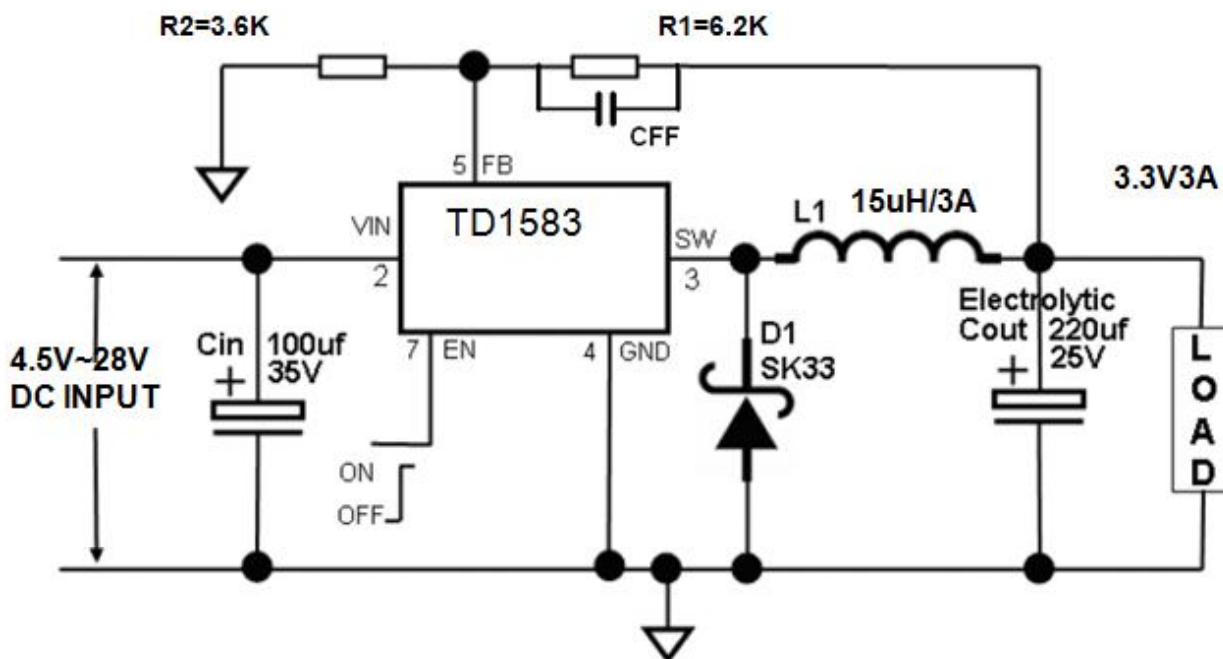 R2=3.6K
R1=6.2K
CFF
5 FB
3.3V3A
TD1583
VIN
2
SW
3
L1
15uH/3A
Electrolytic
Cout 220uf
25V
4.5V~28V
DC INPUT
Cin 100uf
35V
7 EN
4 GND
D1
SK33
ON
OFF
L
O
A
D